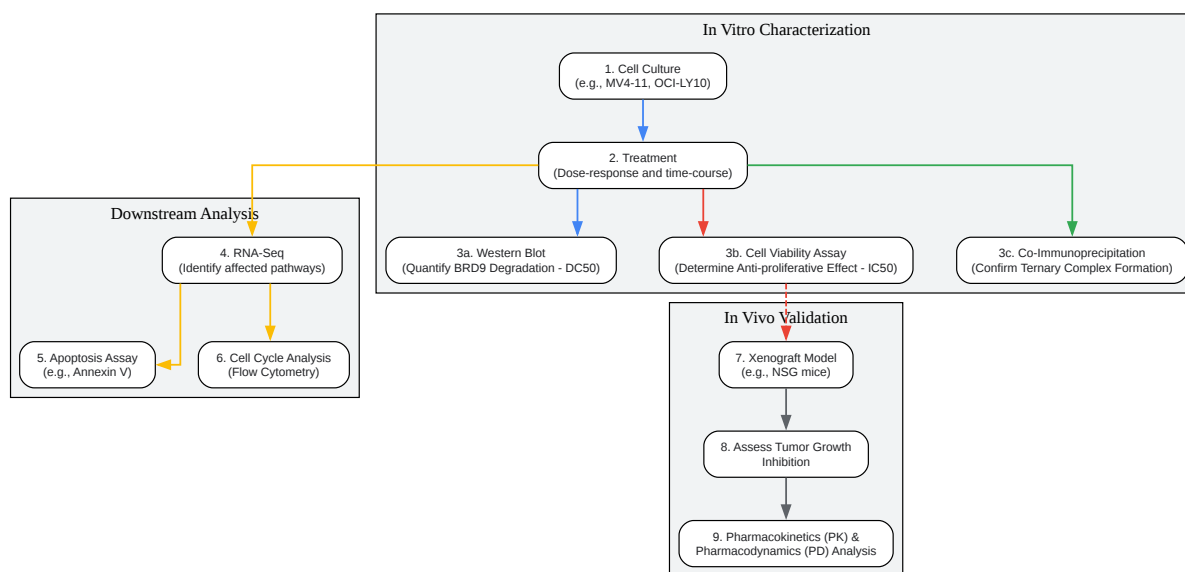 In Vitro Characterization
1. Cell Culture
(e.g., MV4-11, OCI-LY10)
2. Treatment
(Dose-response and time-course)
Downstream Analysis
4. RNA-Seq
(Identify affected pathways)
3a. Western Blot
(Quantify BRD9 Degradation - DC50)
3b. Cell Viability Assay
(Determine Anti-proliferative Effect - IC50)
3c. Co-Immunoprecipitation
(Confirm Ternary Complex Formation)
5. Apoptosis Assay
(e.g., Annexin V)
6. Cell Cycle Analysis
(Flow Cytometry)
In Vivo Validation
7. Xenograft Model
(e.g., NSG mice)
8. Assess Tumor Growth
Inhibition
9. Pharmacokinetics (PK) &
Pharmacodynamics (PD) Analysis